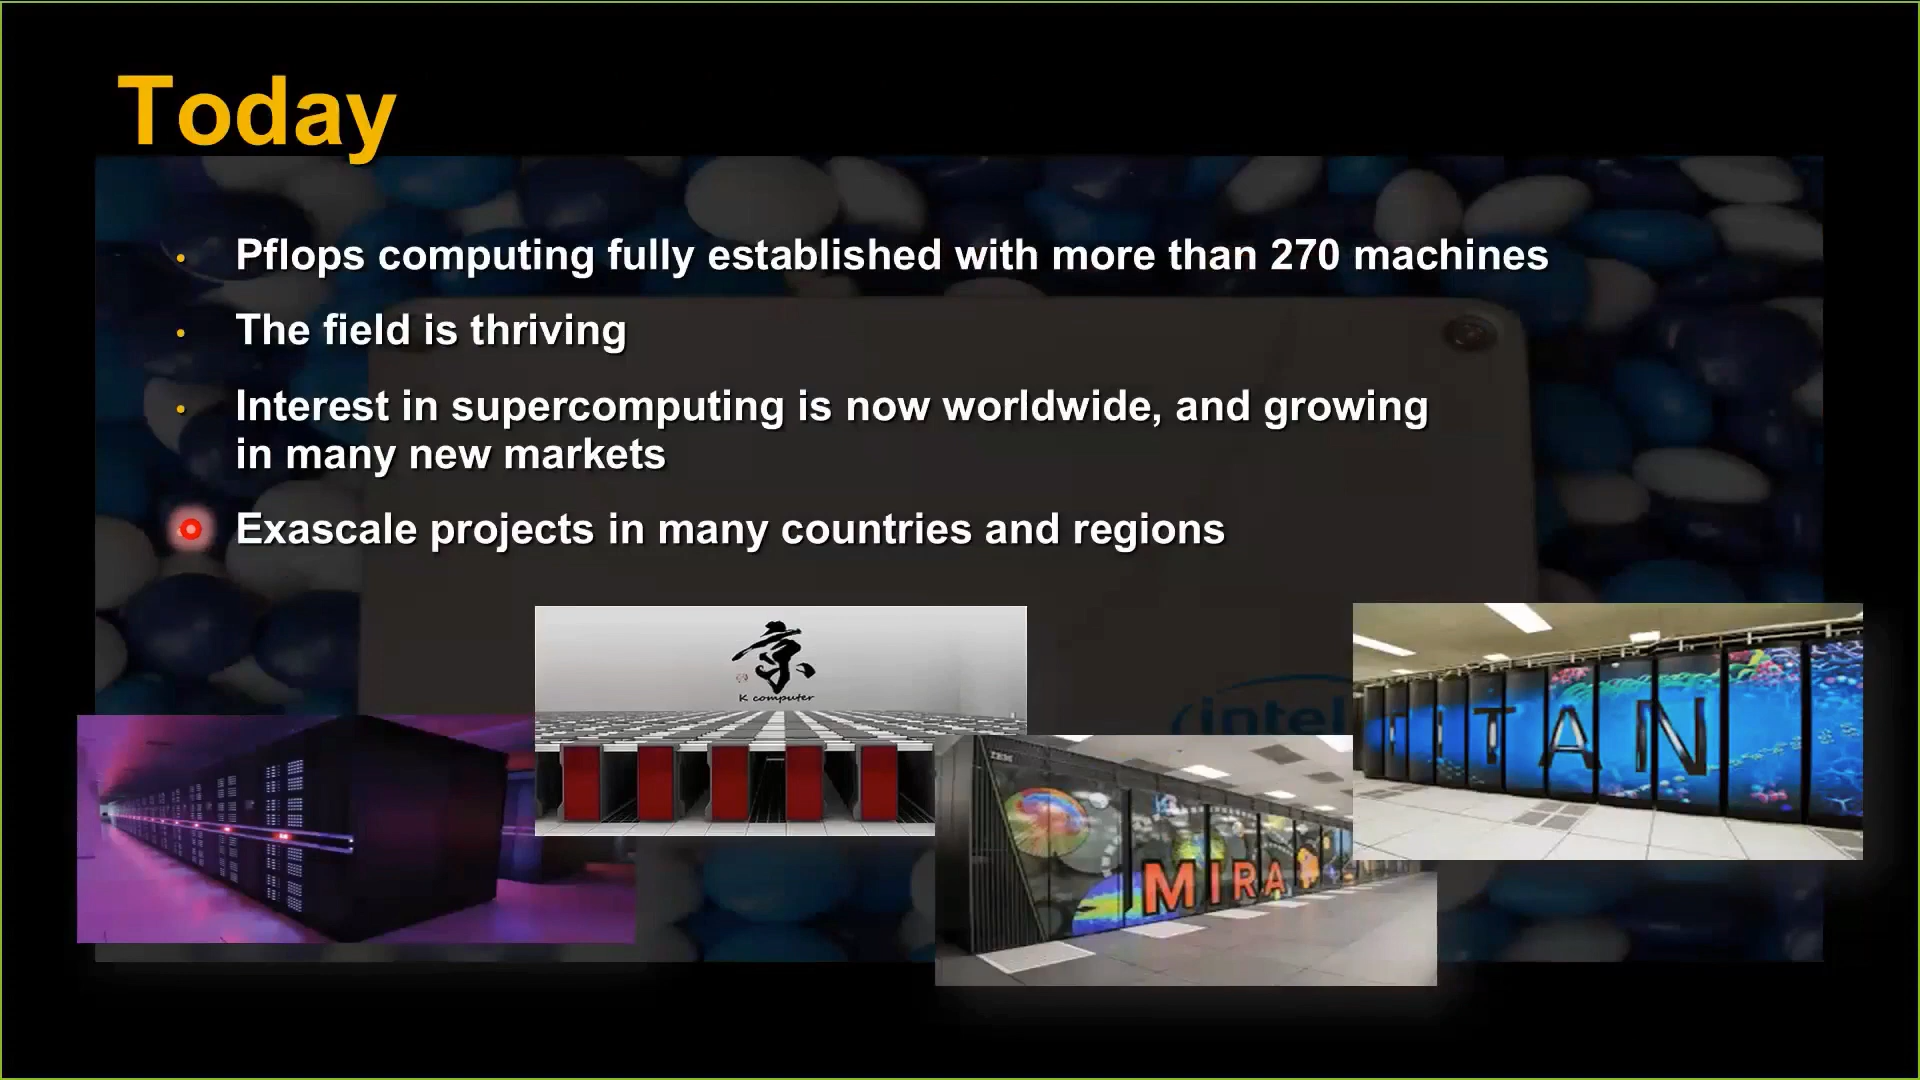 Today
Pflops computing fully established with more than 270 machines
The field is thriving
Interest in supercomputing is now worldwide, and growing
in many new markets
Exascale projects in many countries and regions
京
K computer
intel
IBM
MIRA
TITAN